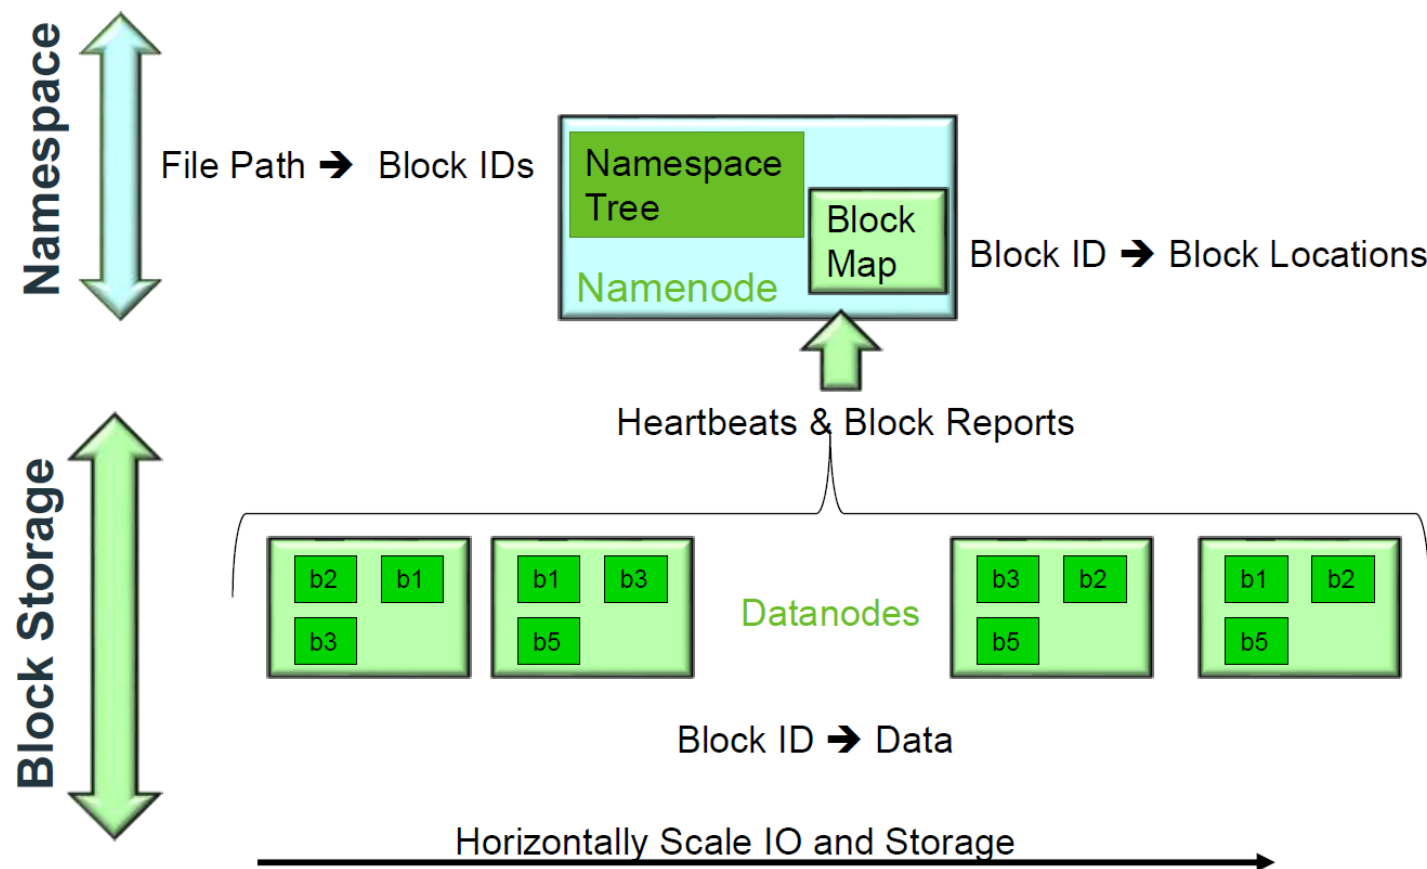 Namespace
File Path ➔ Block IDs
Namespace
Tree
Block
Map
Namenode
Block ID ➔ Block Locations
Heartbeats & Block Reports
Block Storage
b2 b1
b3
b1 b3
b5
Datanodes
b3 b2
b5
b1 b2
b5
Block ID ➔ Data
Horizontally Scale IO and Storage